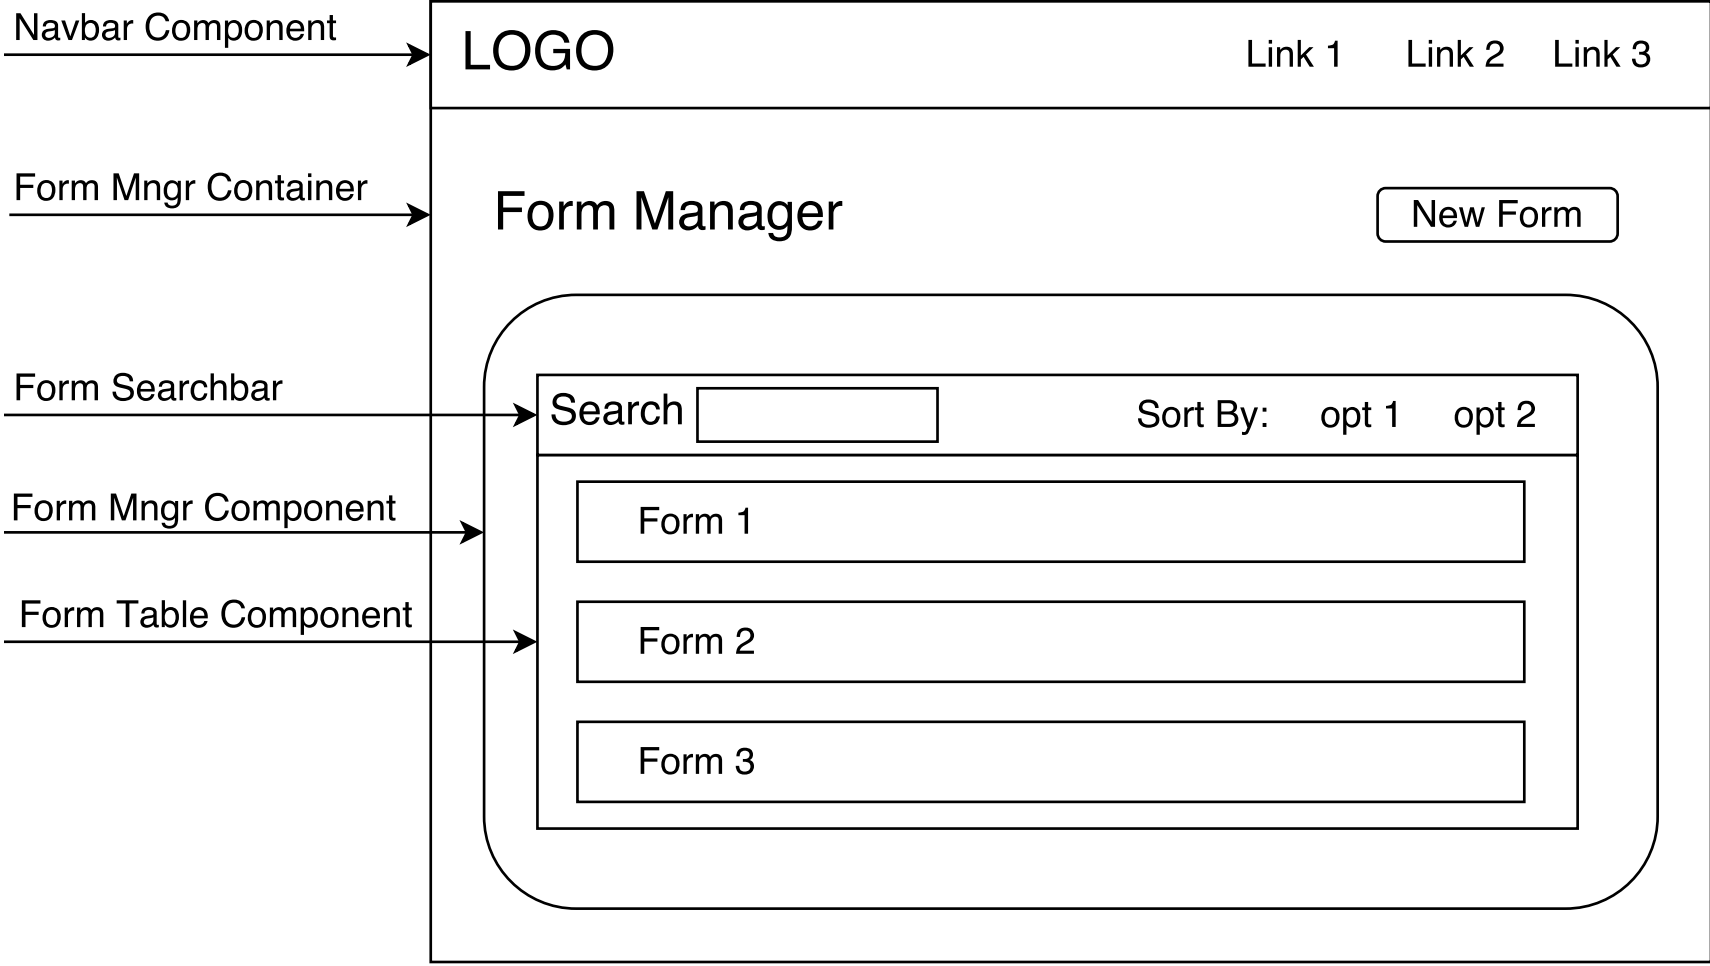 Navbar Component
LOGO
Link 1
Link 2
Link 3
Form Mngr Container
Form Manager
New Form
Form Searchbar
Search
Sort By:
opt 1
opt 2
Form Mngr Component
Form 1
Form Table Component
Form 2
Form 3